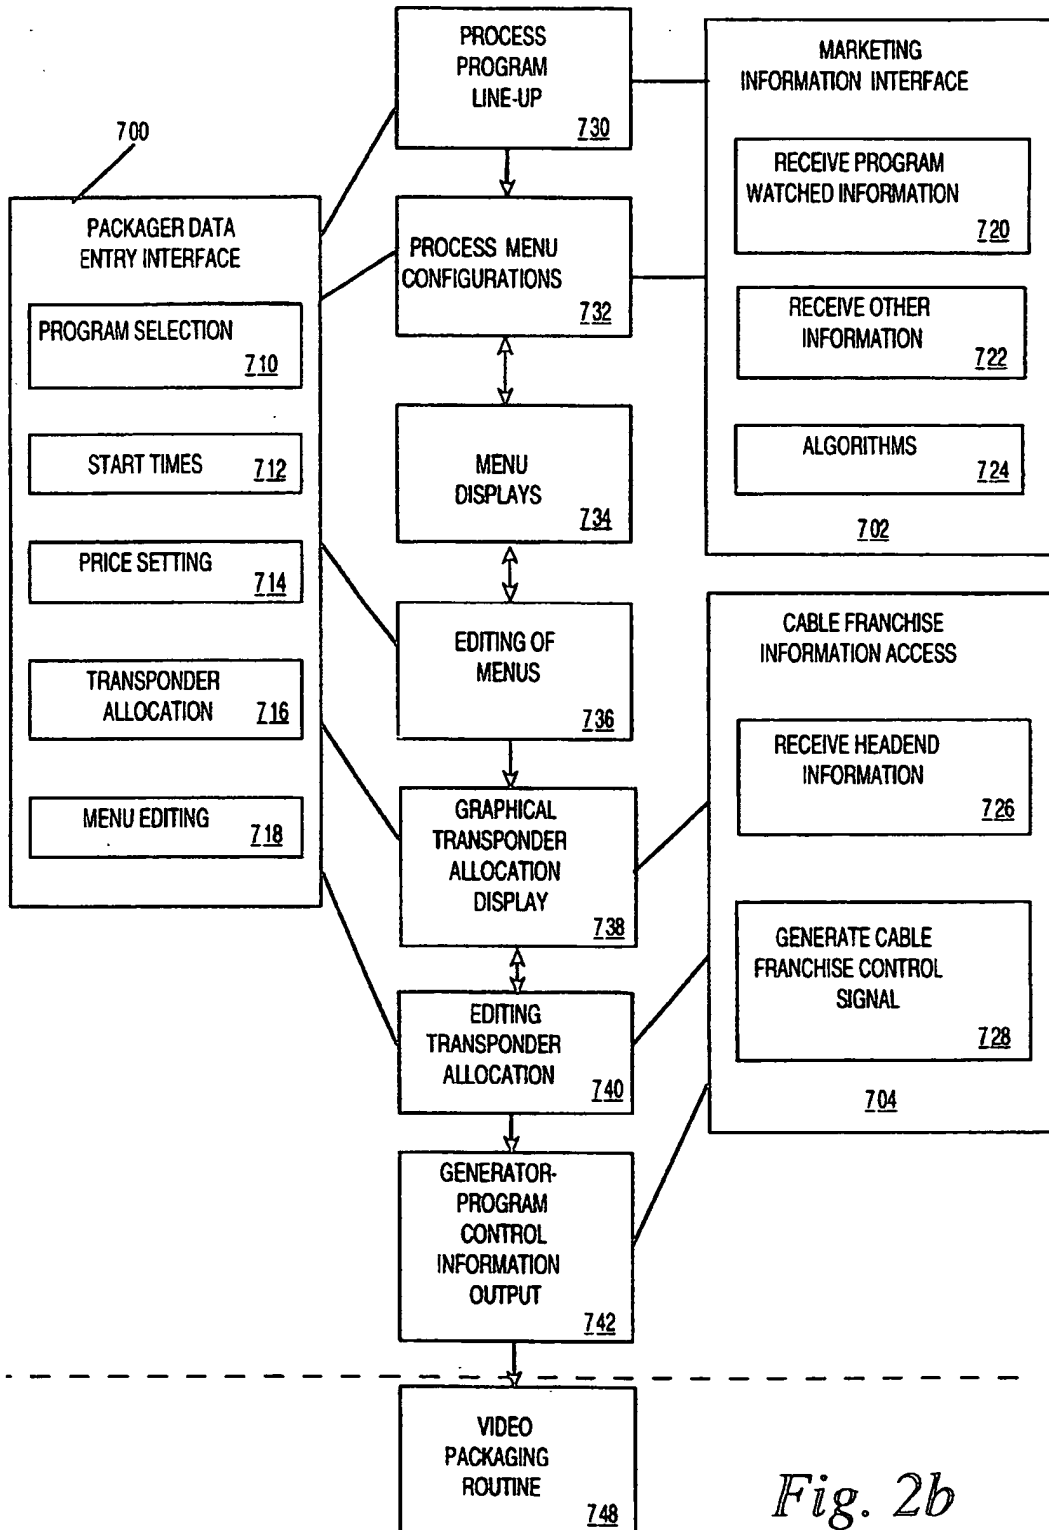 PROCESS
PROGRAM
LINE-UP
730
MARKETING
INFORMATION INTERFACE
RECEIVE PROGRAM
WATCHED INFORMATION
720
RECEIVE OTHER
INFORMATION
722
ALGORITHMS
724
702
700
PACKAGER DATA
ENTRY INTERFACE
PROGRAM SELECTION
710
START TIMES
712
PRICE SETTING
714
TRANSPONDER
ALLOCATION
716
MENU EDITING
718
PROCESS MENU
CONFIGURATIONS
732
MENU
DISPLAYS
734
EDITING OF
MENUS
736
GRAPHICAL
TRANSPONDER
ALLOCATION
DISPLAY
738
EDITING
TRANSPONDER
ALLOCATION
740
CABLE FRANCHISE
INFORMATION ACCESS
RECEIVE HEADEND
INFORMATION
726
GENERATE CABLE
FRANCHISE CONTROL
SIGNAL
728
704
GENERATOR-
PROGRAM
CONTROL
INFORMATION
OUTPUT
742
VIDEO
PACKAGING
ROUTINE
748
Fig. 2b